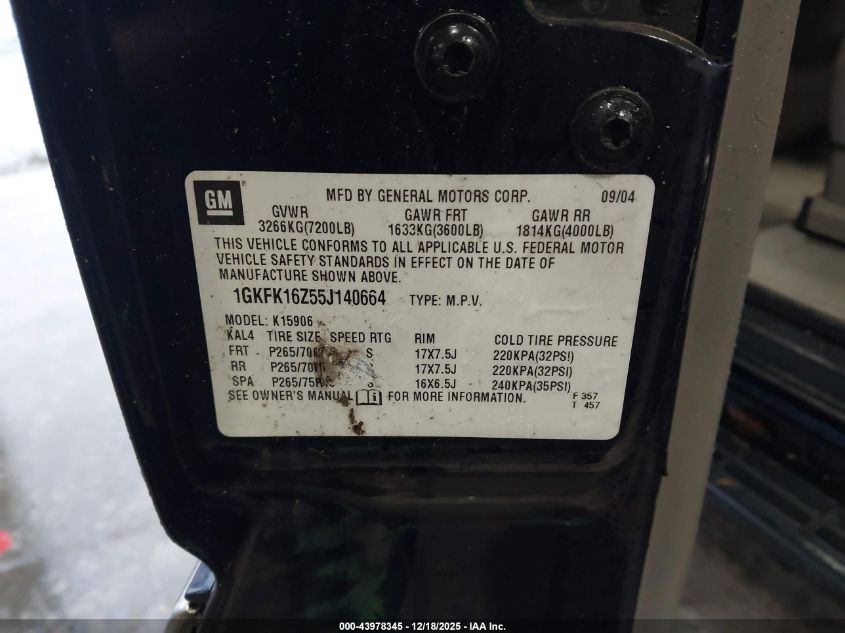 GM
MFD BY GENERAL MOTORS CORP. 09/04
GVWR GAWR FRT GAWR RR
3266KG(7200LB) 1633KG(3600LB) 1814KG(4000LB)
THIS VEHICLE CONFORMS TO ALL APPLICABLE U.S. FEDERAL MOTOR
VEHICLE SAFETY STANDARDS IN EFFECT ON THE DATE OF
MANUFACTURE SHOWN ABOVE.
1GKFK16Z55J140664 TYPE: M.P.V.
MODEL: K15906
KAL4 TIRE SIZE SPEED RTG RIM COLD TIRE PRESSURE
FRT S 17X7.5J 220KPA(32PSI)
RR 17X7.5J 220KPA(32PSI)
SPA S 16X6.5J 240KPA(35PSI)
SEE OWNER'S MANUAL FOR MORE INFORMATION.
F 357
T 457
000-43978345 - 12/18/2025 - IAA Inc.